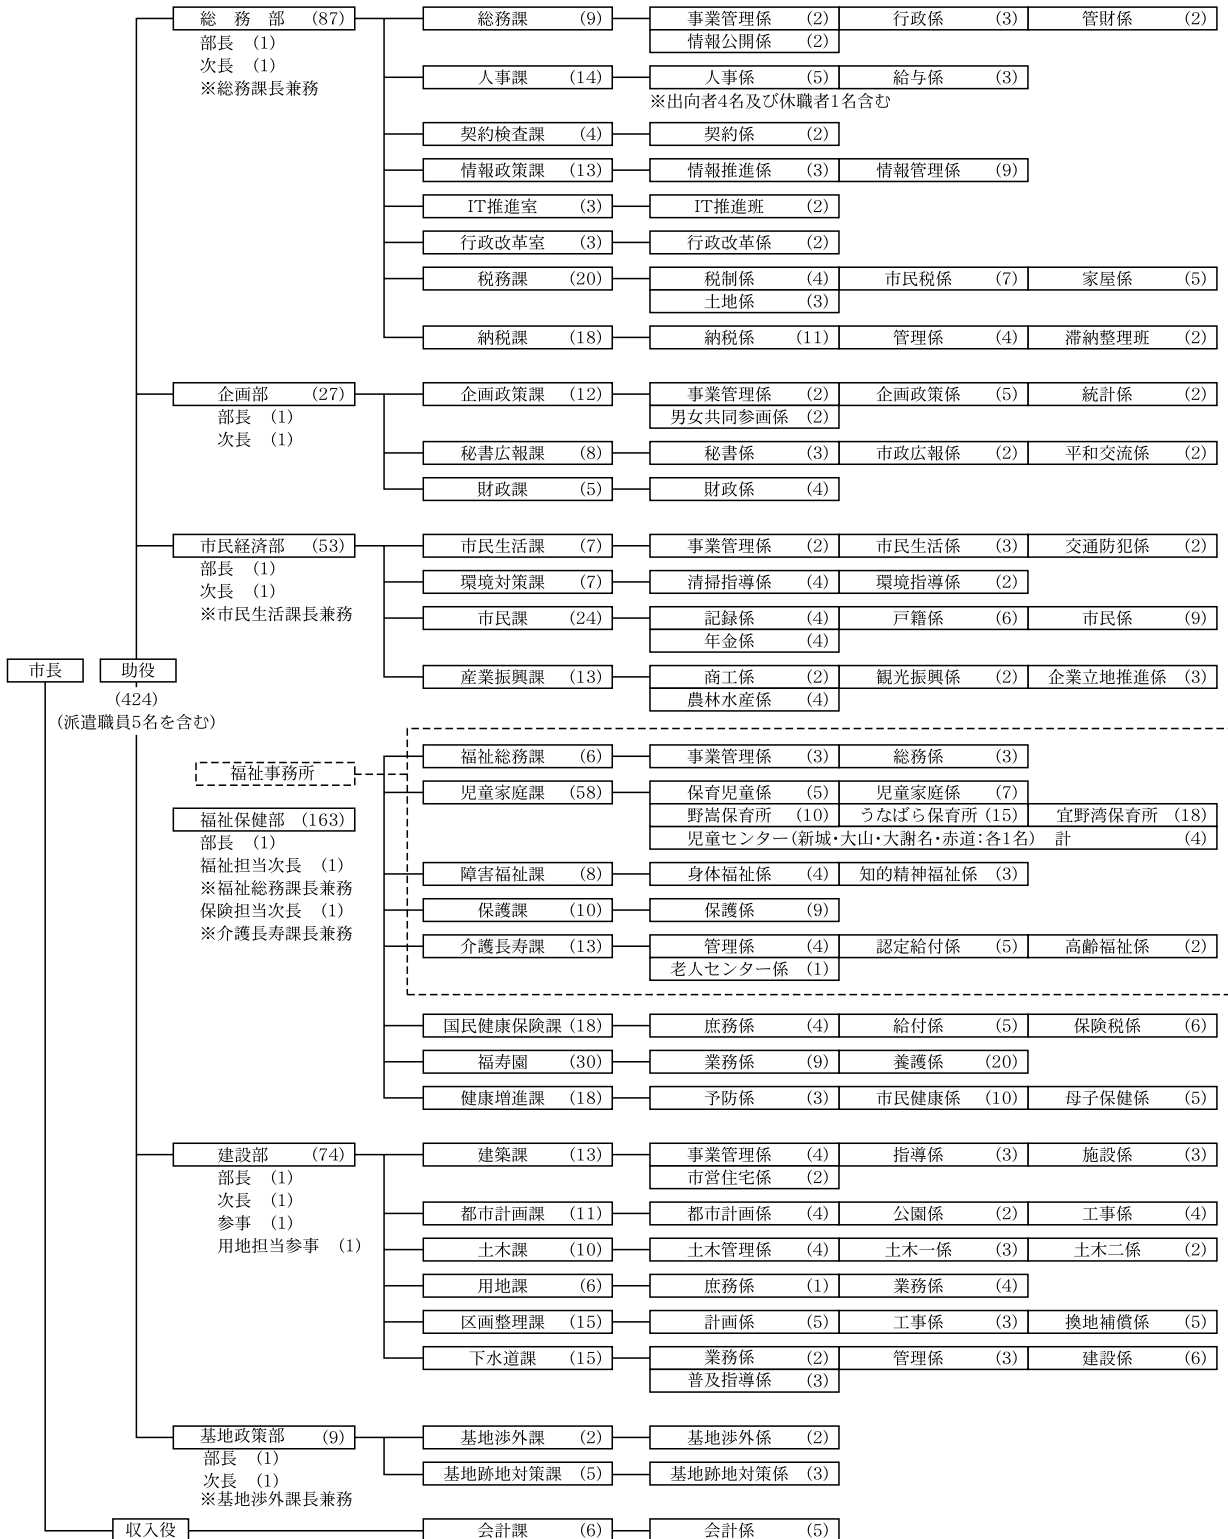 総務部 (87) 総務課 (9) 事業管理係 (2) 行政係 (3) 管財係 (2)
部長 (1) 情報公開係 (2)
次長 (1)
※総務課長兼務 人事課 (14) 人事係 (5) 給与係 (3)
※出向者4名及び休職者1名含む
契約検査課 (4) 契約係 (2)
情報政策課 (13) 情報推進係 (3) 情報管理係 (9)
IT推進室 (3) IT推進班 (2)
行政改革室 (3) 行政改革係 (2)
税務課 (20) 税制係 (4) 市民税係 (7) 家屋係 (5)
土地係 (3)
納税課 (18) 納税係 (11) 管理係 (4) 滞納整理班 (2)
企画部 (27) 企画政策課 (12) 事業管理係 (2) 企画政策係 (5) 統計係 (2)
部長 (1) 男女共同参画係 (2)
次長 (1)
秘書広報課 (8) 秘書係 (3) 市政広報係 (2) 平和交流係 (2)
財政課 (5) 財政係 (4)
市民経済部 (53) 市民生活課 (7) 事業管理係 (2) 市民生活係 (3) 交通防犯係 (2)
部長 (1)
次長 (1) 環境対策課 (7) 清掃指導係 (4) 環境指導係 (2)
※市民生活課長兼務 市民課 (24) 記録係 (4) 戸籍係 (6) 市民係 (9)
年金係 (4)
市長 助役 産業振興課 (13) 商工係 (2) 観光振興係 (2) 企業立地推進係 (3)
(424) 農林水産係 (4)
(派遣職員5名を含む)
福祉総務課 (6) 事業管理係 (3) 総務係 (3)
福祉事務所
児童家庭課 (58) 保育児童係 (5) 児童家庭係 (7)
福祉保健部 (163) 野嵩保育所 (10) うなばら保育所 (15) 宜野湾保育所 (18)
部長 (1) 児童センター(新城・大山・大謝名・赤道:各1名) 計 (4)
福祉担当次長 (1)
※福祉総務課長兼務 障害福祉課 (8) 身体福祉係 (4) 知的精神福祉係 (3)
保険担当次長 (1) 保護課 (10) 保護係 (9)
※介護長寿課長兼務 介護長寿課 (13) 管理係 (4) 認定給付係 (5) 高齢福祉係 (2)
老人センター係 (1)
国民健康保険課 (18) 庶務係 (4) 給付係 (5) 保険税係 (6)
福寿園 (30) 業務係 (9) 養護係 (20)
健康増進課 (18) 予防係 (3) 市民健康係 (10) 母子保健係 (5)
建設部 (74) 建築課 (13) 事業管理係 (4) 指導係 (3) 施設係 (3)
部長 (1) 市営住宅係 (2)
次長 (1)
参事 (1) 都市計画課 (11) 都市計画係 (4) 公園係 (2) 工事係 (4)
用地担当参事 (1) 土木課 (10) 土木管理係 (4) 土木一係 (3) 土木二係 (2)
用地課 (6) 庶務係 (1) 業務係 (4)
区画整理課 (15) 計画係 (5) 工事係 (3) 換地補償係 (5)
下水道課 (15) 業務係 (2) 管理係 (3) 建設係 (6)
普及指導係 (3)
基地政策部 (9) 基地渉外課 (2) 基地渉外係 (2)
部長 (1)
次長 (1) 基地跡地対策課 (5) 基地跡地対策係 (3)
※基地渉外課長兼務
収入役 会計課 (6) 会計係 (5)